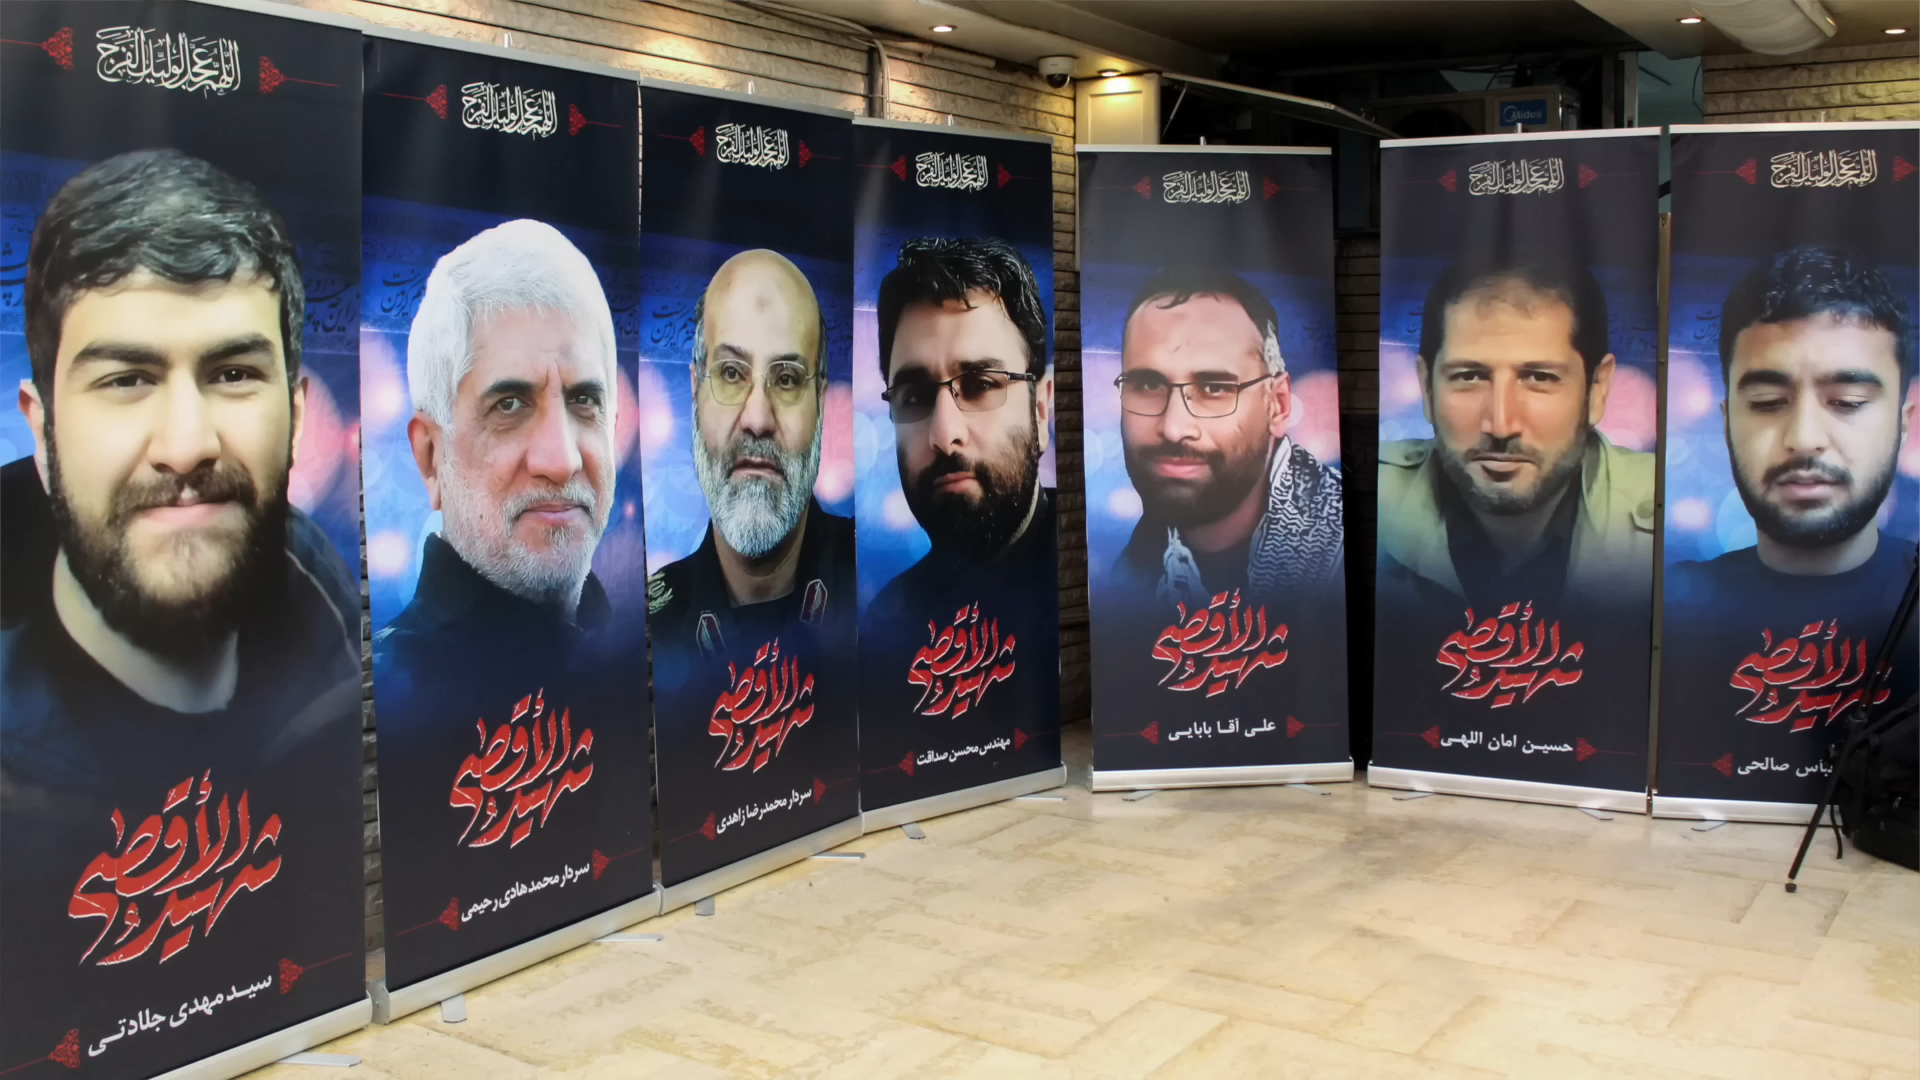 اللهم عجل لولیک الفرج
شهید الأقصی
سید مهدی جلادتی
اللهم عجل لولیک الفرج
شهید الأقصی
سردار محمدهادی رحیمی
اللهم عجل لولیک الفرج
شهید الأقصی
سردار محمدرضا زاهدی
اللهم عجل لولیک الفرج
شهید الأقصی
مهندس محسن صداقت
اللهم عجل لولیک الفرج
شهید الأقصی
علی آقا بابایی
اللهم عجل لولیک الفرج
شهید الأقصی
حسین امان اللهی
اللهم عجل لولیک الفرج
شهید الأقصی
صالحی
Midea